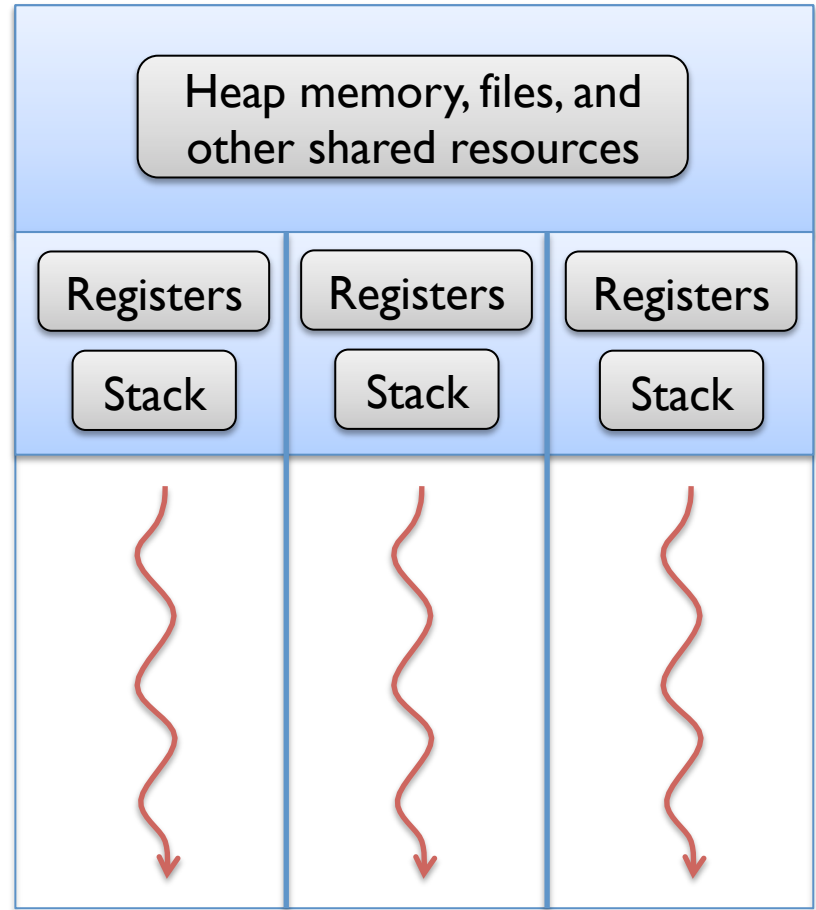 Heap memory, files, and
other shared resources
Registers
Registers
Registers
Stack
Stack
Stack